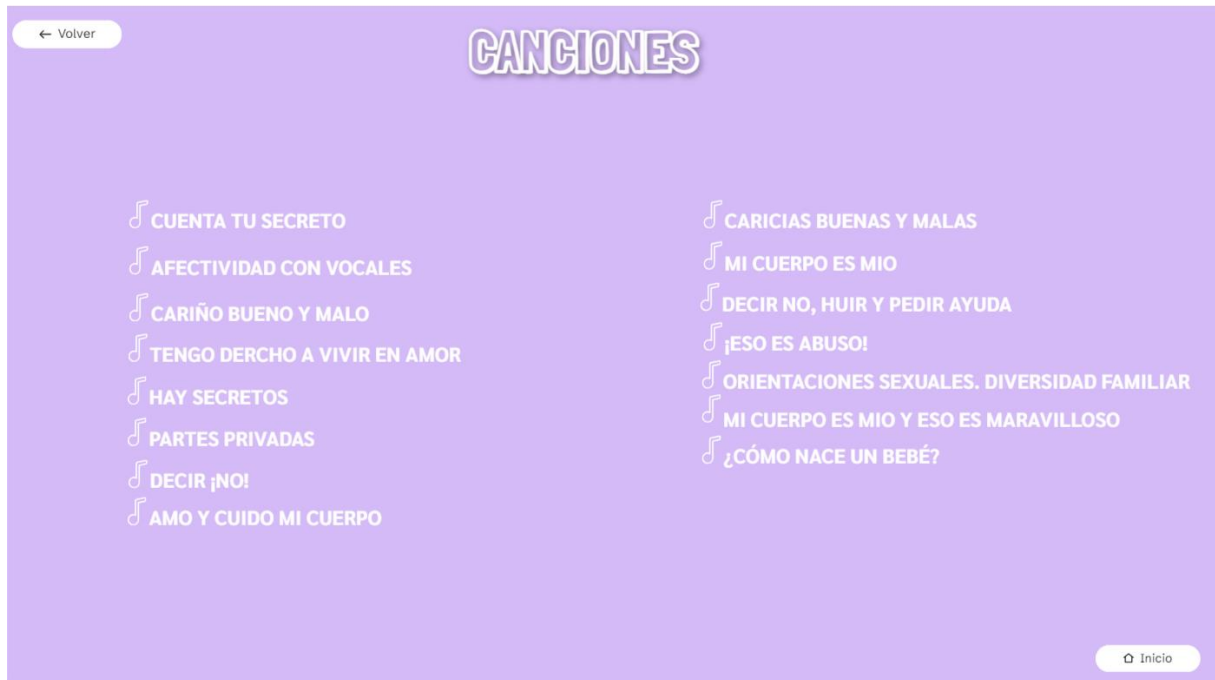 ← Volver
CANCIONES
CUENTA TU SECRETO
AFECTIVIDAD CON VOCALES
CARIÑO BUENO Y MALO
TENGO DERCHO A VIVIR EN AMOR
HAY SECRETOS
PARTES PRIVADAS
DECIR ¡NO!
AMO Y CUIDO MI CUERPO
CARICIAS BUENAS Y MALAS
MI CUERPO ES MIO
DECIR NO, HUIR Y PEDIR AYUDA
¡ESO ES ABUSO!
ORIENTACIONES SEXUALES. DIVERSIDAD FAMILIAR
MI CUERPO ES MIO Y ESO ES MARAVILLOSO
¿CÓMO NACE UN BEBÉ?
Inicio